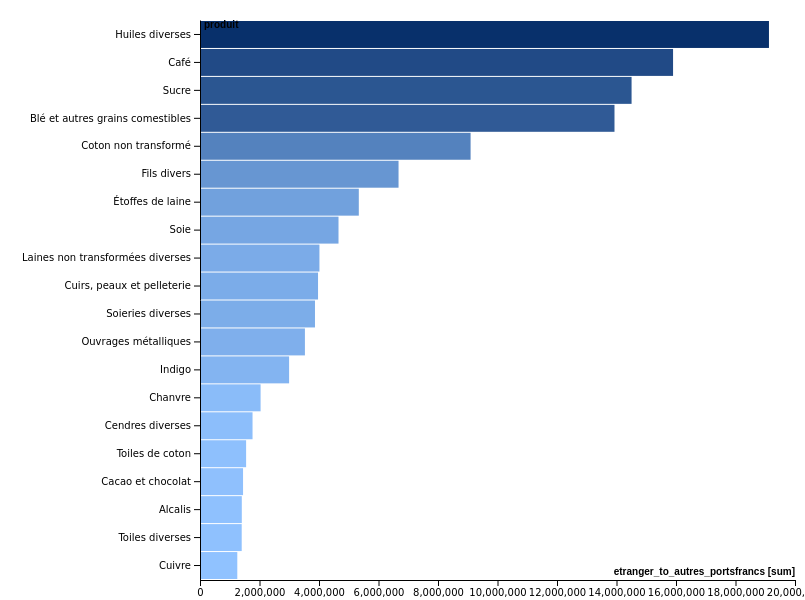 produit
Huiles diverses
Café
Sucre
Blé et autres grains comestibles
Coton non transformé
Fils divers
Étoffes de laine
Soie
Laines non transformées diverses
Cuirs, peaux et pelleterie
Soieries diverses
Ouvrages métalliques
Indigo
Chanvre
Cendres diverses
Toiles de coton
Cacao et chocolat
Alcalis
Toiles diverses
Cuivre
etranger_to_autres_portsfrancs [sum]
0 2,000,000 4,000,000 6,000,000 8,000,000 10,000,000 12,000,000 14,000,000 16,000,000 18,000,000 20,000,